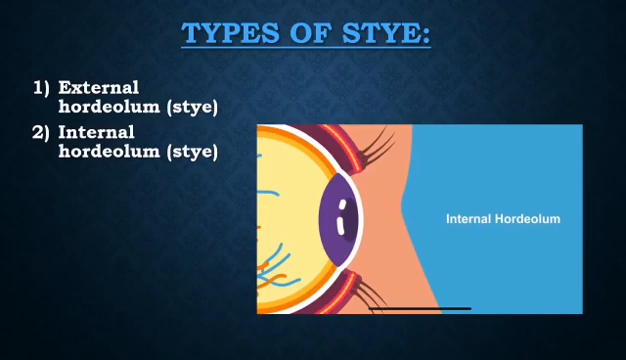 TYPES OF STYE:
1) External
hordeolum (stye)
2) Internal
hordeolum (stye)
Internal Hordeolum